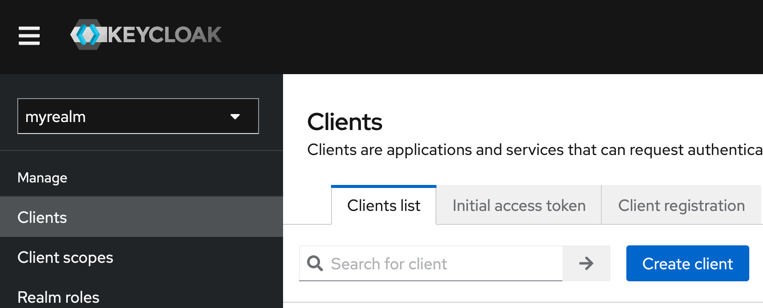 KEYCLOAK
myrealm
Manage
Clients
Client scopes
Realm roles
Clients
Clients are applications and services that can request authentica
Clients list Initial access token Client registration
Search for client Create client